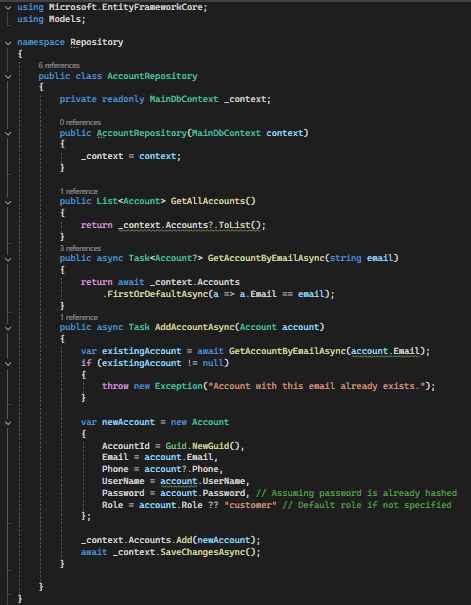 using Microsoft.EntityFrameworkCore;
using Models;
namespace Repository
{
6 references
public class AccountRepository
{
private readonly MainDbContext _context;
0 references
public AccountRepository(MainDbContext context)
{
_context = context;
}
1 reference
public List<Account> GetAllAccounts()
{
return _context.Accounts?.ToList();
}
3 references
public async Task<Account?> GetAccountByEmailAsync(string email)
{
return await _context.Accounts
.FirstOrDefaultAsync(a => a.Email == email);
}
1 reference
public async Task AddAccountAsync(Account account)
{
var existingAccount = await GetAccountByEmailAsync(account.Email);
if (existingAccount != null)
{
throw new Exception("Account with this email already exists.");
}
var newAccount = new Account
{
AccountId = Guid.NewGuid(),
Email = account.Email,
Phone = account?.Phone,
UserName = account.UserName,
Password = account.Password, // Assuming password is already hashed
Role = account.Role ?? "customer" // Default role if not specified
};
_context.Accounts.Add(newAccount);
await _context.SaveChangesAsync();
}
}
}